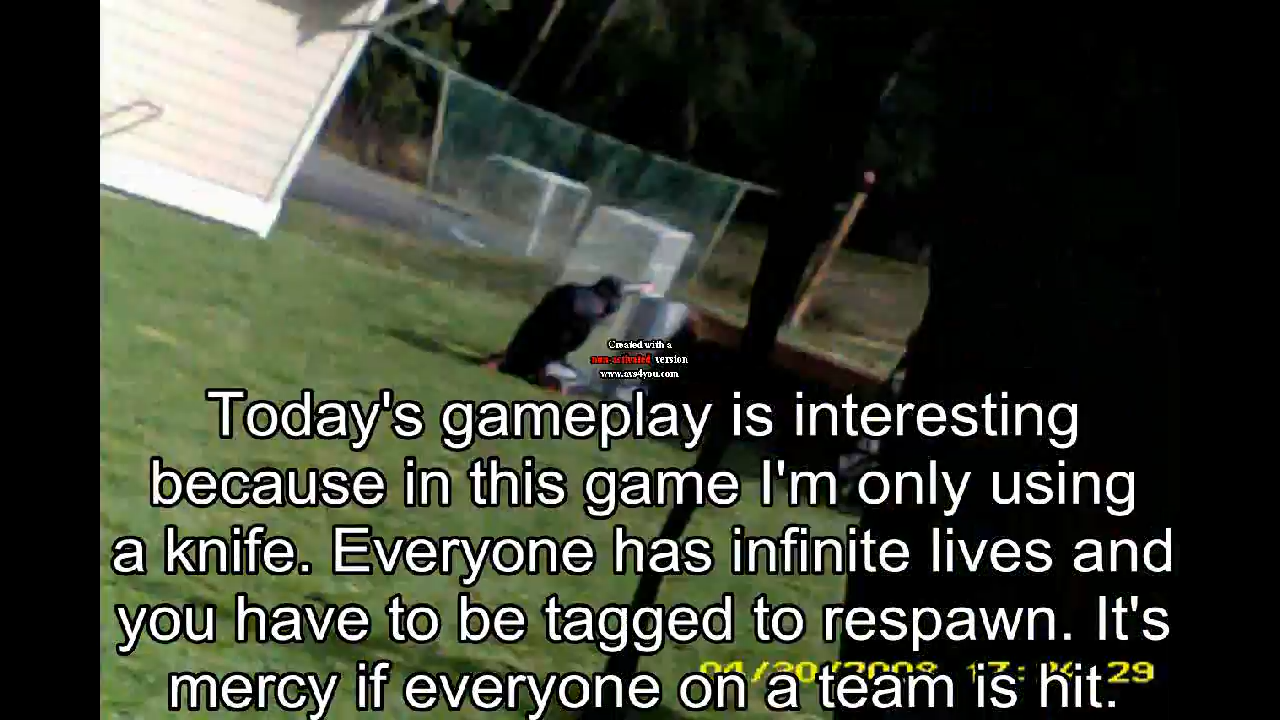 Created with a
non-activated version
www.avs4you.com
Today's gameplay is interesting
because in this game I'm only using
a knife. Everyone has infinite lives and
you have to be tagged to respawn. It's
mercy if everyone on a team is hit.